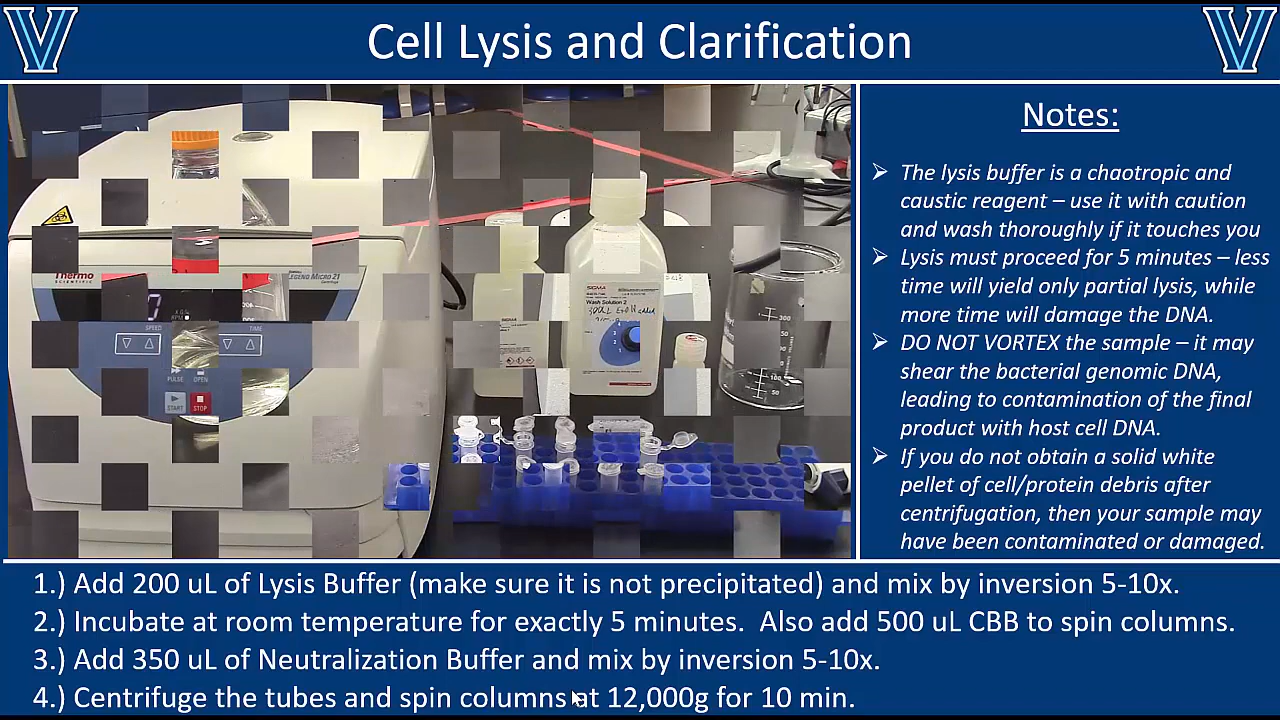 Cell Lysis and Clarification
Notes:
The lysis buffer is a chaotropic and
caustic reagent – use it with caution
and wash thoroughly if it touches you
Lysis must proceed for 5 minutes – less
time will yield only partial lysis, while
more time will damage the DNA.
DO NOT VORTEX the sample – it may
shear the bacterial genomic DNA,
leading to contamination of the final
product with host cell DNA.
If you do not obtain a solid white
pellet of cell/protein debris after
centrifugation, then your sample may
have been contaminated or damaged.
Thermo
SCIENTIFIC
LEGEND MICRO 21
SPEED
TIME
PULSE
OPEN
START
STOP
SIGMA
Wash Solution 2
300
100
50
1.) Add 200 uL of Lysis Buffer (make sure it is not precipitated) and mix by inversion 5-10x.
2.) Incubate at room temperature for exactly 5 minutes.  Also add 500 uL CBB to spin columns.
3.) Add 350 uL of Neutralization Buffer and mix by inversion 5-10x.
4.) Centrifuge the tubes and spin columns at 12,000g for 10 min.